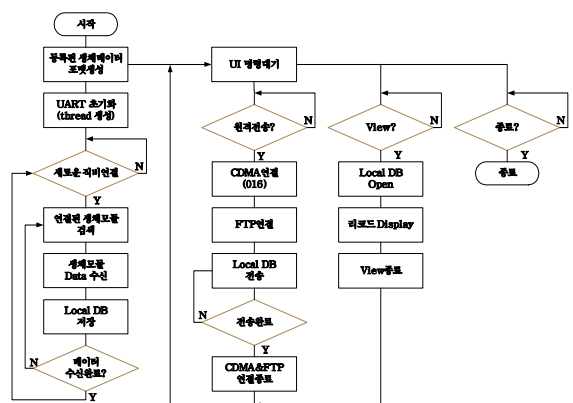 시작
등록된 생체데이터
포맷생성
UART 초기화
(thread 생성)
새로운 장비연결
N
Y
연결된 생체모듈
검색
생체모듈
Data 수신
Local DB
저장
데이터
수신완료?
N
Y
UI 명령대기
원격전송?
N
Y
CDMA연결
(016)
FTP연결
Local DB
전송
전송완료
N
Y
CDMA&FTP
연결종료
View?
N
Y
Local DB
Open
리코드 Display
View종료
종료?
N
Y
종료